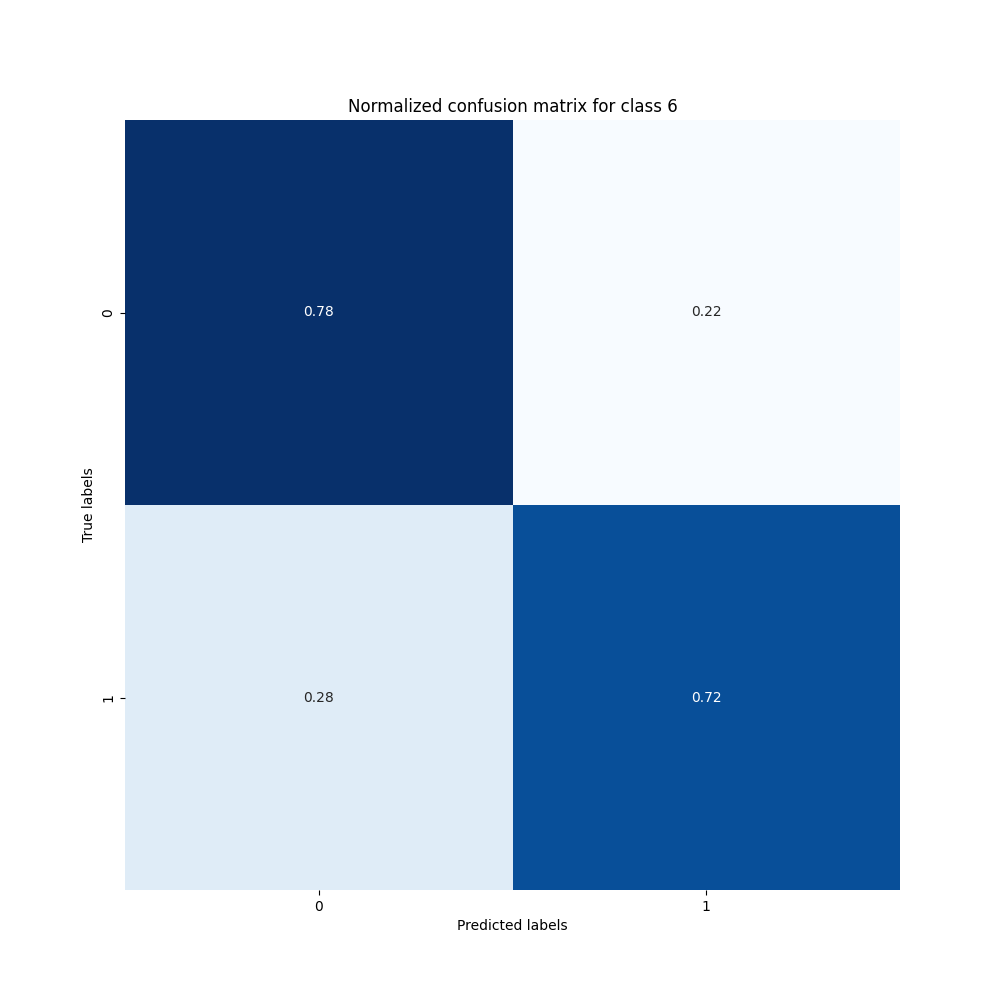 Normalized confusion matrix for class 6
0
0.78
0.22
True labels
1
0.28
0.72
0
1
Predicted labels